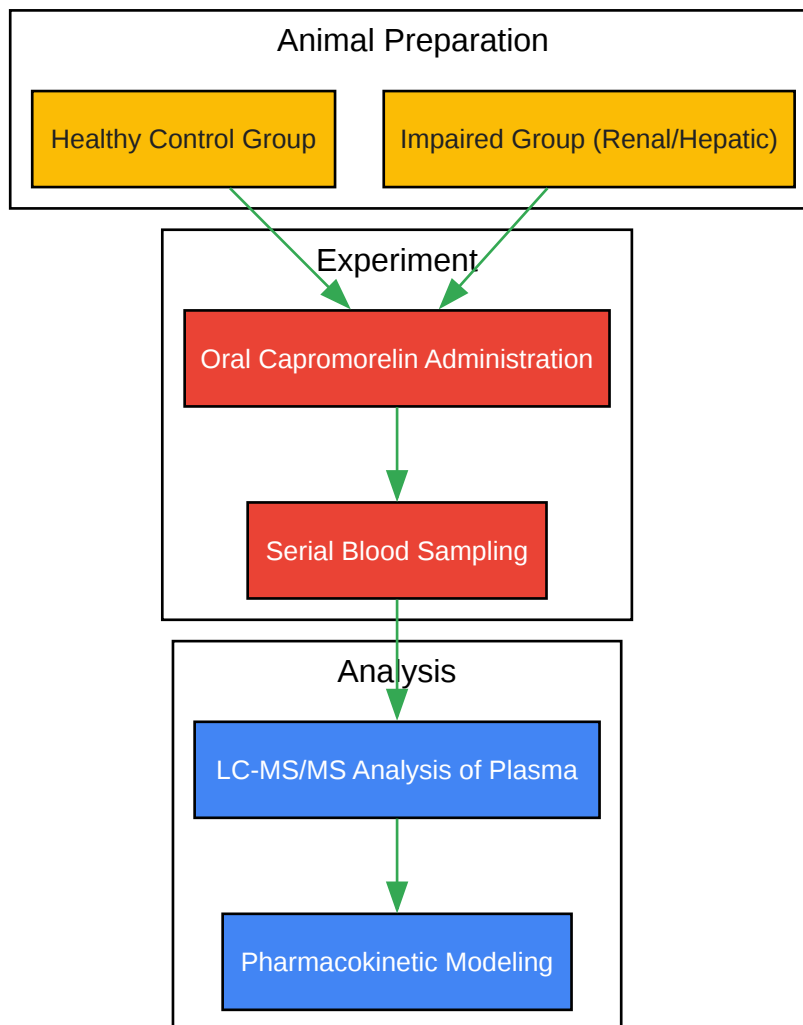 Animal Preparation
Healthy Control Group
Impaired Group (Renal/Hepatic)
Experiment
Oral Capromorelin Administration
Serial Blood Sampling
Analysis
LC-MS/MS Analysis of Plasma
Pharmacokinetic Modeling